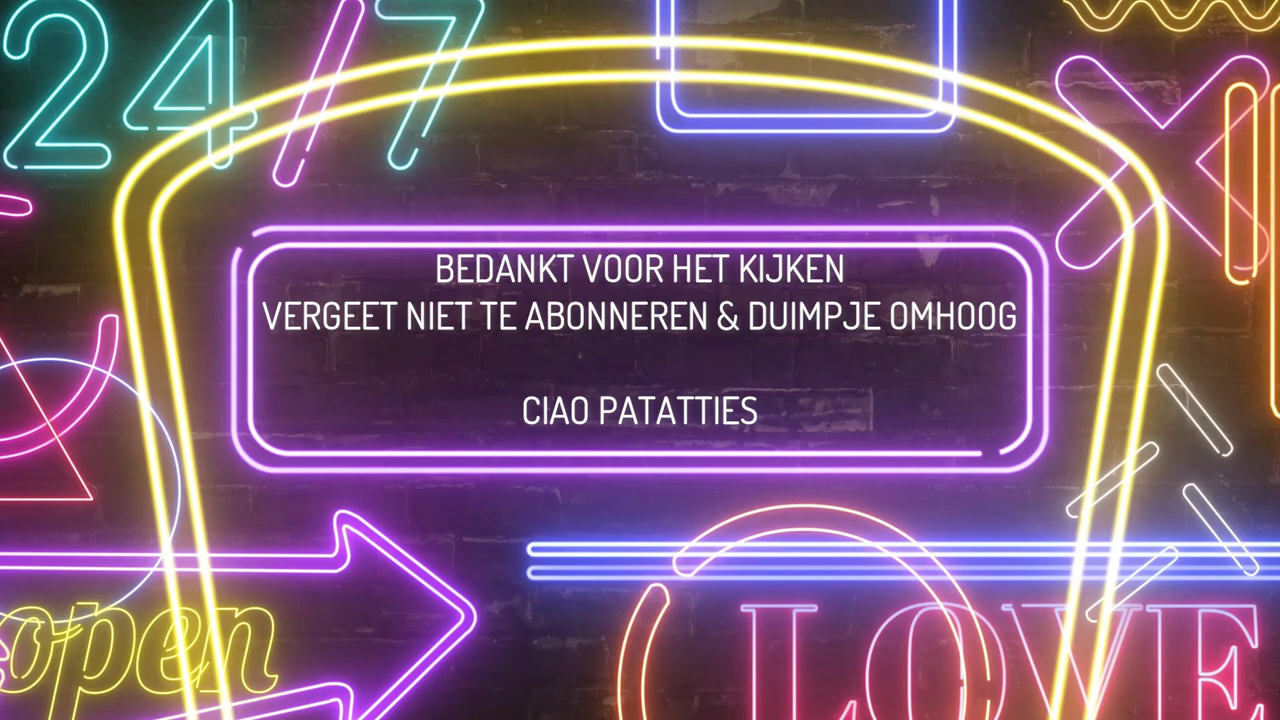 24/7
BEDANKT VOOR HET KIJKEN
VERGEET NIET TE ABONNEREN & DUIMPJE OMHOOG
CIAO PATATTIES
open
LOVE